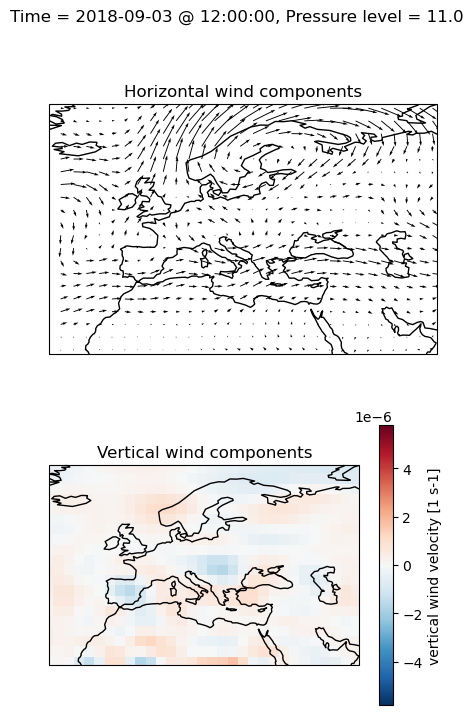 Time = 2018-09-03 @ 12:00:00, Pressure level = 11.0
Horizontal wind components
1e−6
Vertical wind components
4
2
0
−2
−4
vertical wind velocity [1 s-1]